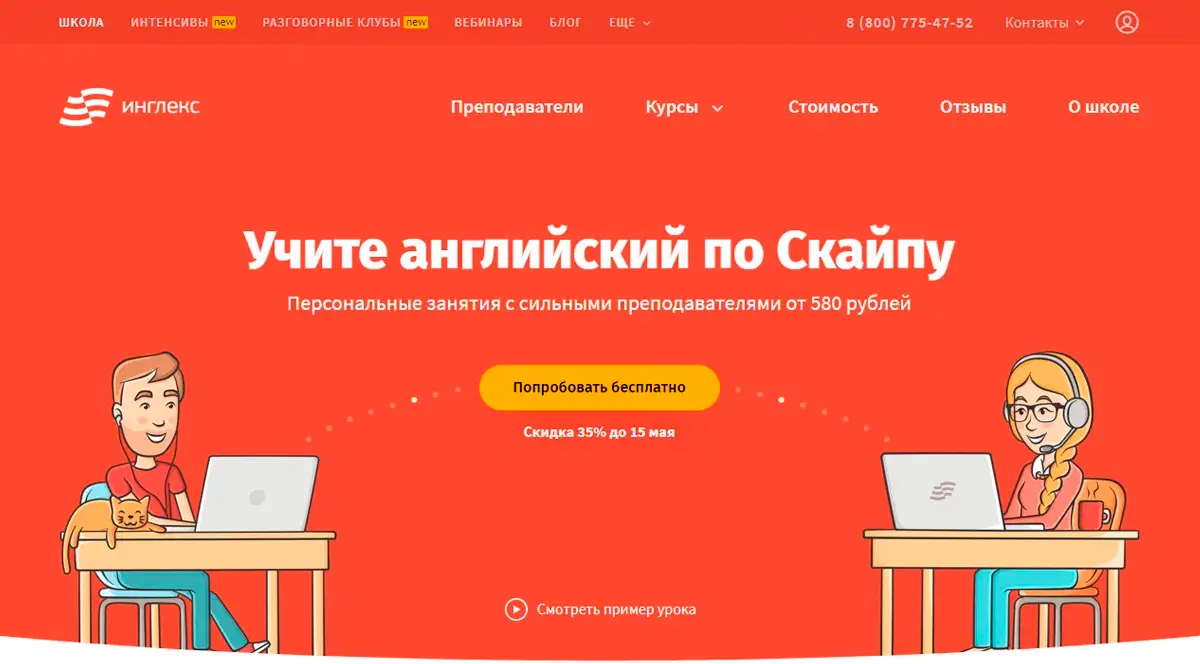 ШКОЛА ИНТЕНСИВЫ new РАЗГОВОРНЫЕ КЛУБЫ new ВЕБИНАРЫ БЛОГ ЕЩЕ 8 (800) 775-47-52 Контакты
инглекс Преподаватели Курсы Стоимость Отзывы О школе
Учите английский по Скайпу
Персональные занятия с сильными преподавателями от 580 рублей
Попробовать бесплатно
Скидка 35% до 15 мая
Смотреть пример урока